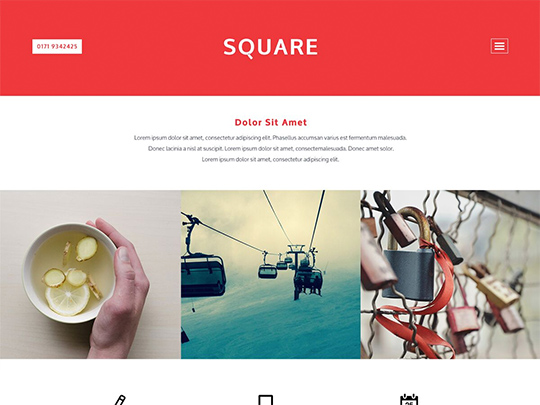 0171 9342425
SQUARE
Dolor Sit Amet
Lorem ipsum dolor sit amet, consectetur adipiscing elit. Phasellus accumsan varius est fermentum malesuada.
Donec lacinia a nisl at suscipit. Lorem ipsum dolor sit amet, consectemalesuada. Donec at amet solor.
Lorem ipsum dolor sit amet, consectetur adipiscing elit.
25